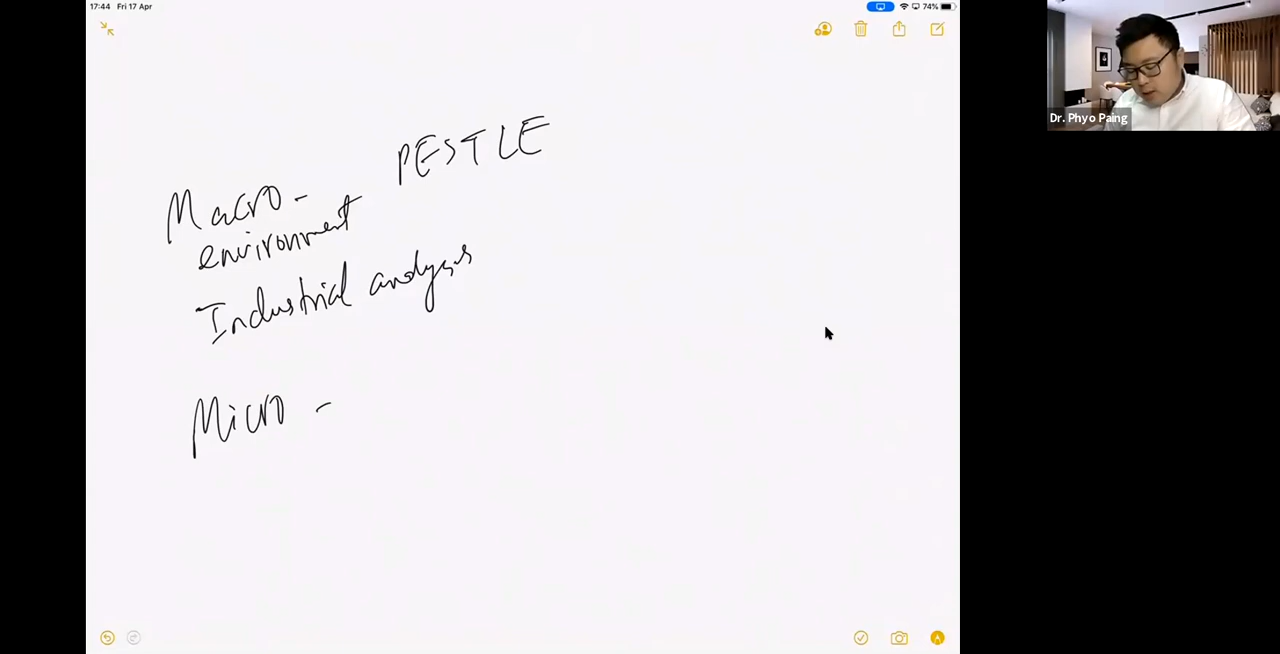 17:44 Fri 17 Apr
74%
PESTLE
Macro-
environment
Industrial analysis
Micro -
Dr. Phyo Paing